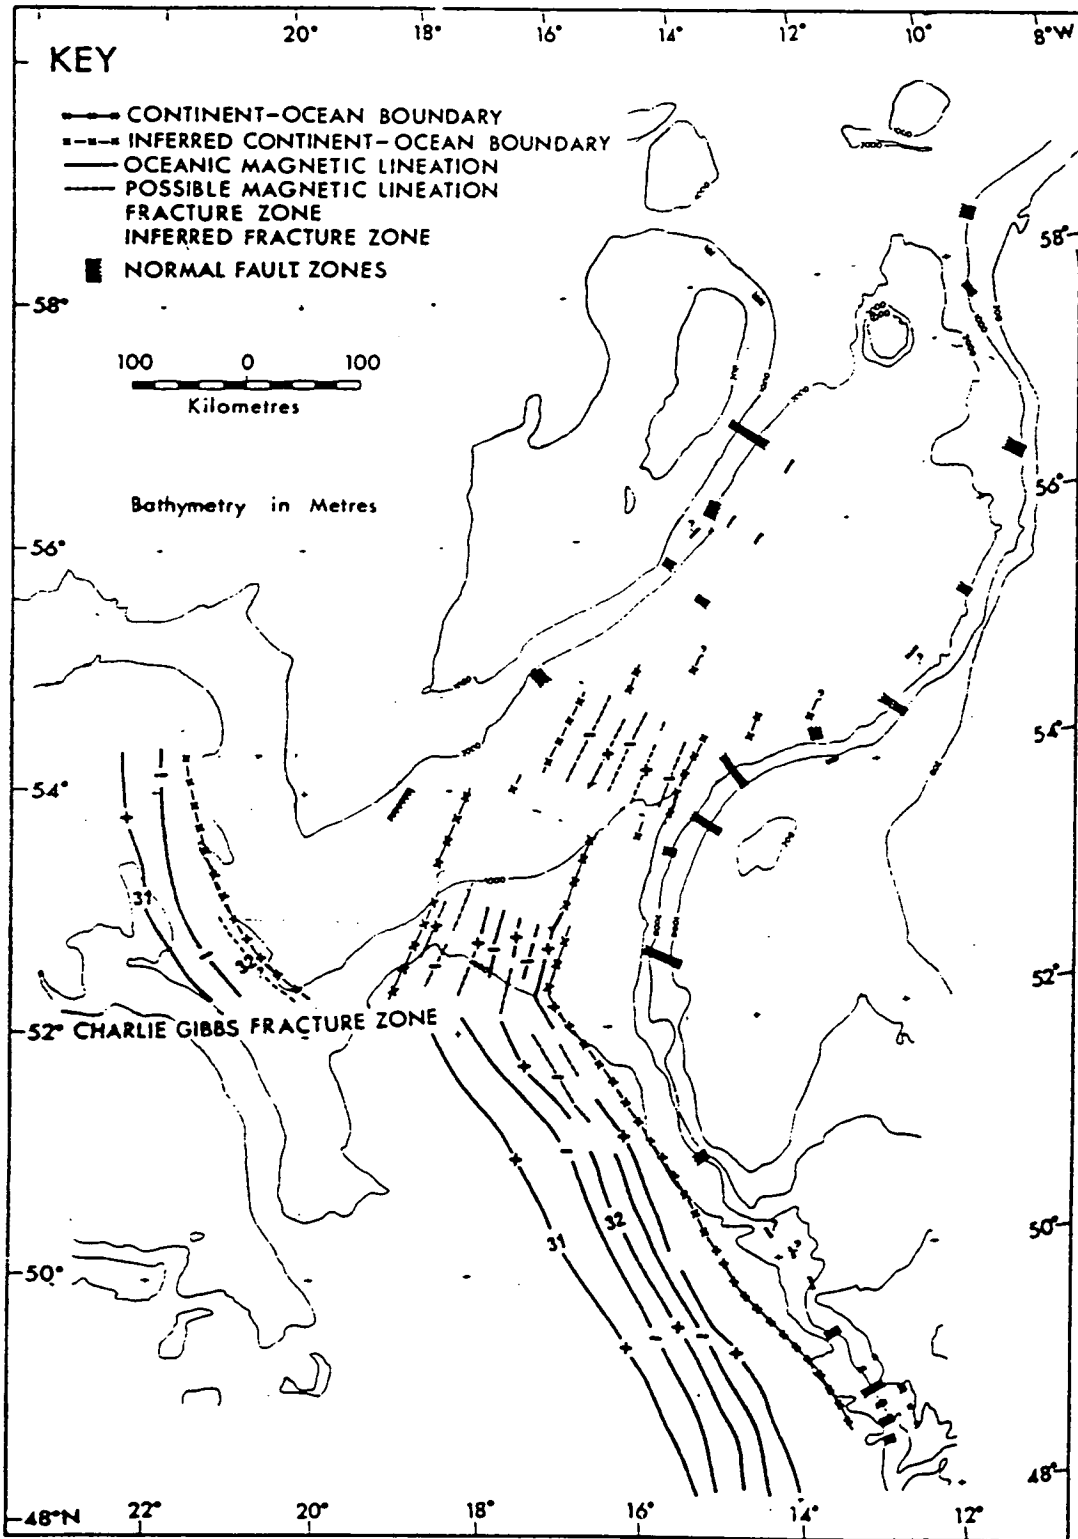 20° 16° 14° 12° 10° 8°W
KEY
CONTINENT-OCEAN BOUNDARY
INFERRED CONTINENT-OCEAN BOUNDARY
OCEANIC MAGNETIC LINEATION
POSSIBLE MAGNETIC LINEATION
FRACTURE ZONE
INFERRED FRACTURE ZONE
NORMAL FAULT ZONES
58°
58°
100 0 100
Kilometres
56°
Bathymetry in Metres
56°
54°
54°
31
32
52°
52° CHARLIE GIBBS FRACTURE ZONE
32
31
50°
50°
48°
48°N 22° 20° 18° 16° 14° 12°